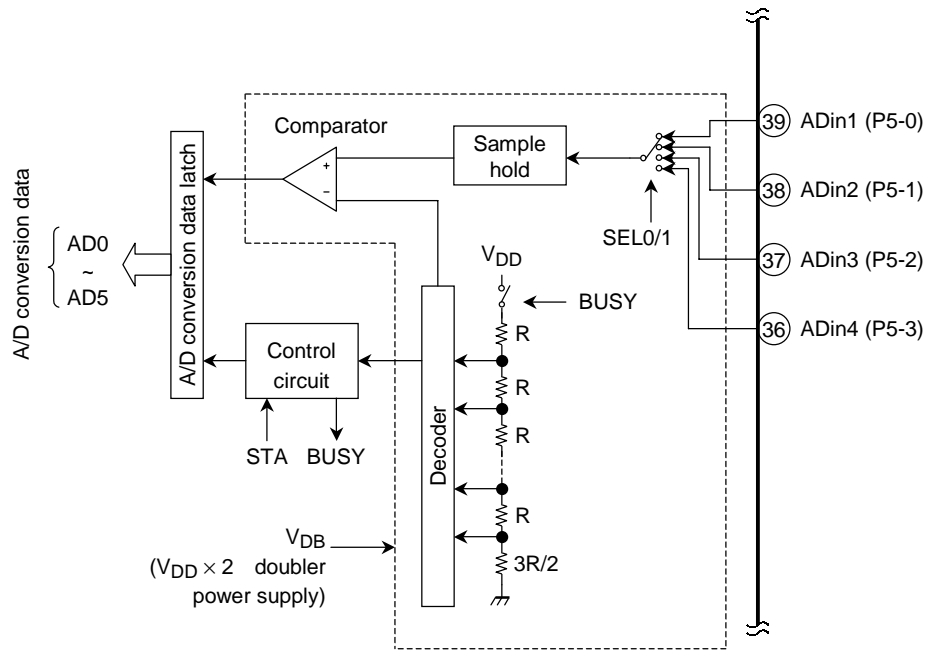 Comparator
Sample
hold
39 ADin1 (P5-0)
38 ADin2 (P5-1)
37 ADin3 (P5-2)
36 ADin4 (P5-3)
SEL0/1
A/D conversion data
AD0
~
AD5
A/D conversion data latch
Control
circuit
STA BUSY
VDD
BUSY
R
R
R
R
3R/2
Decoder
VDB
(VDD × 2 doubler
power supply)
+
−